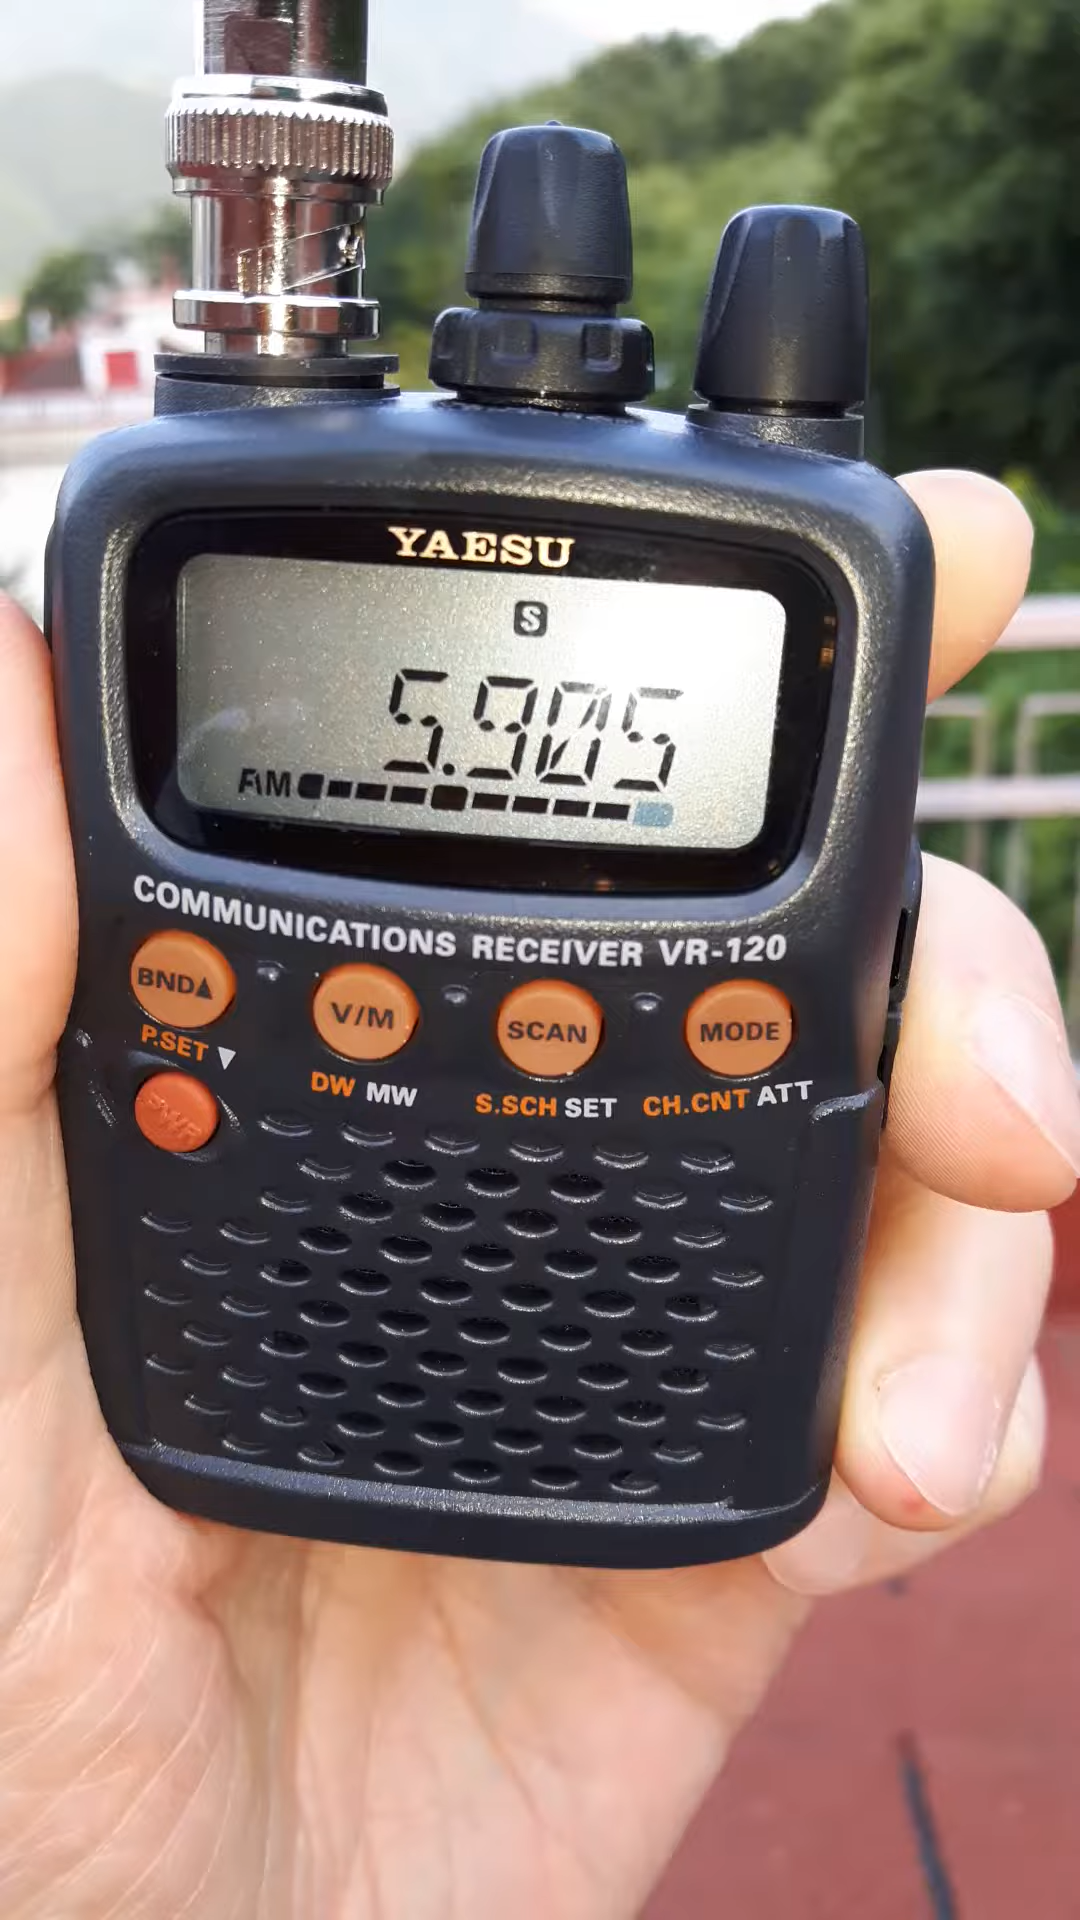 YAESU
S
5.905
AM
COMMUNICATIONS RECEIVER VR-120
BND▲ V/M SCAN MODE
P.SET ▽ DW MW S.SCH SET CH.CNT ATT
PWR